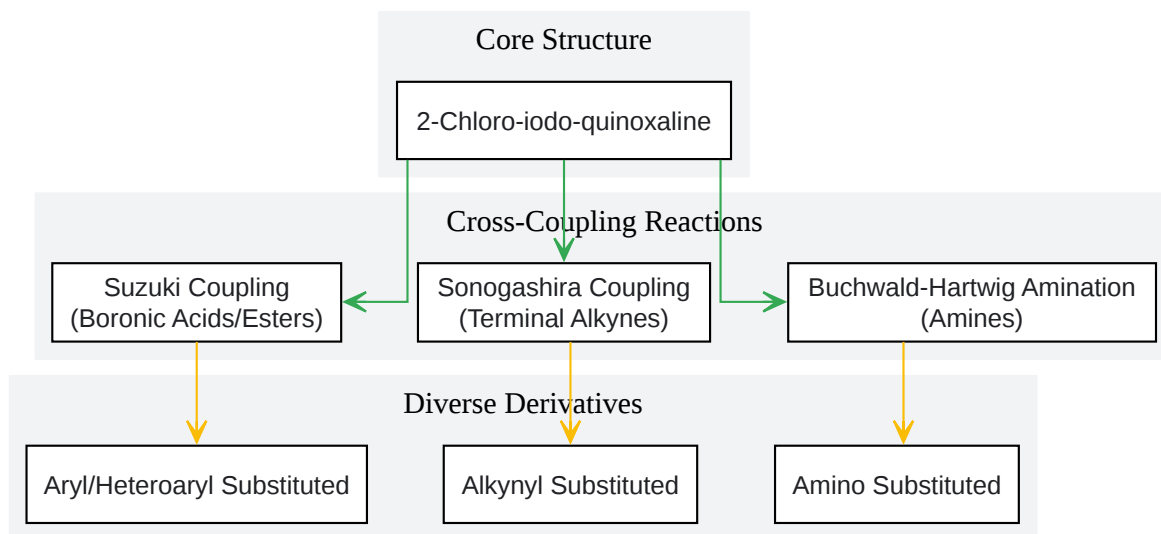 Core Structure
2-Chloro-iodo-quinoxaline
Cross-Coupling Reactions
Suzuki Coupling
(Boronic Acids/Esters)
Sonogashira Coupling
(Terminal Alkynes)
Buchwald-Hartwig Amination
(Amines)
Diverse Derivatives
Aryl/Heteroaryl Substituted
Alkynyl Substituted
Amino Substituted